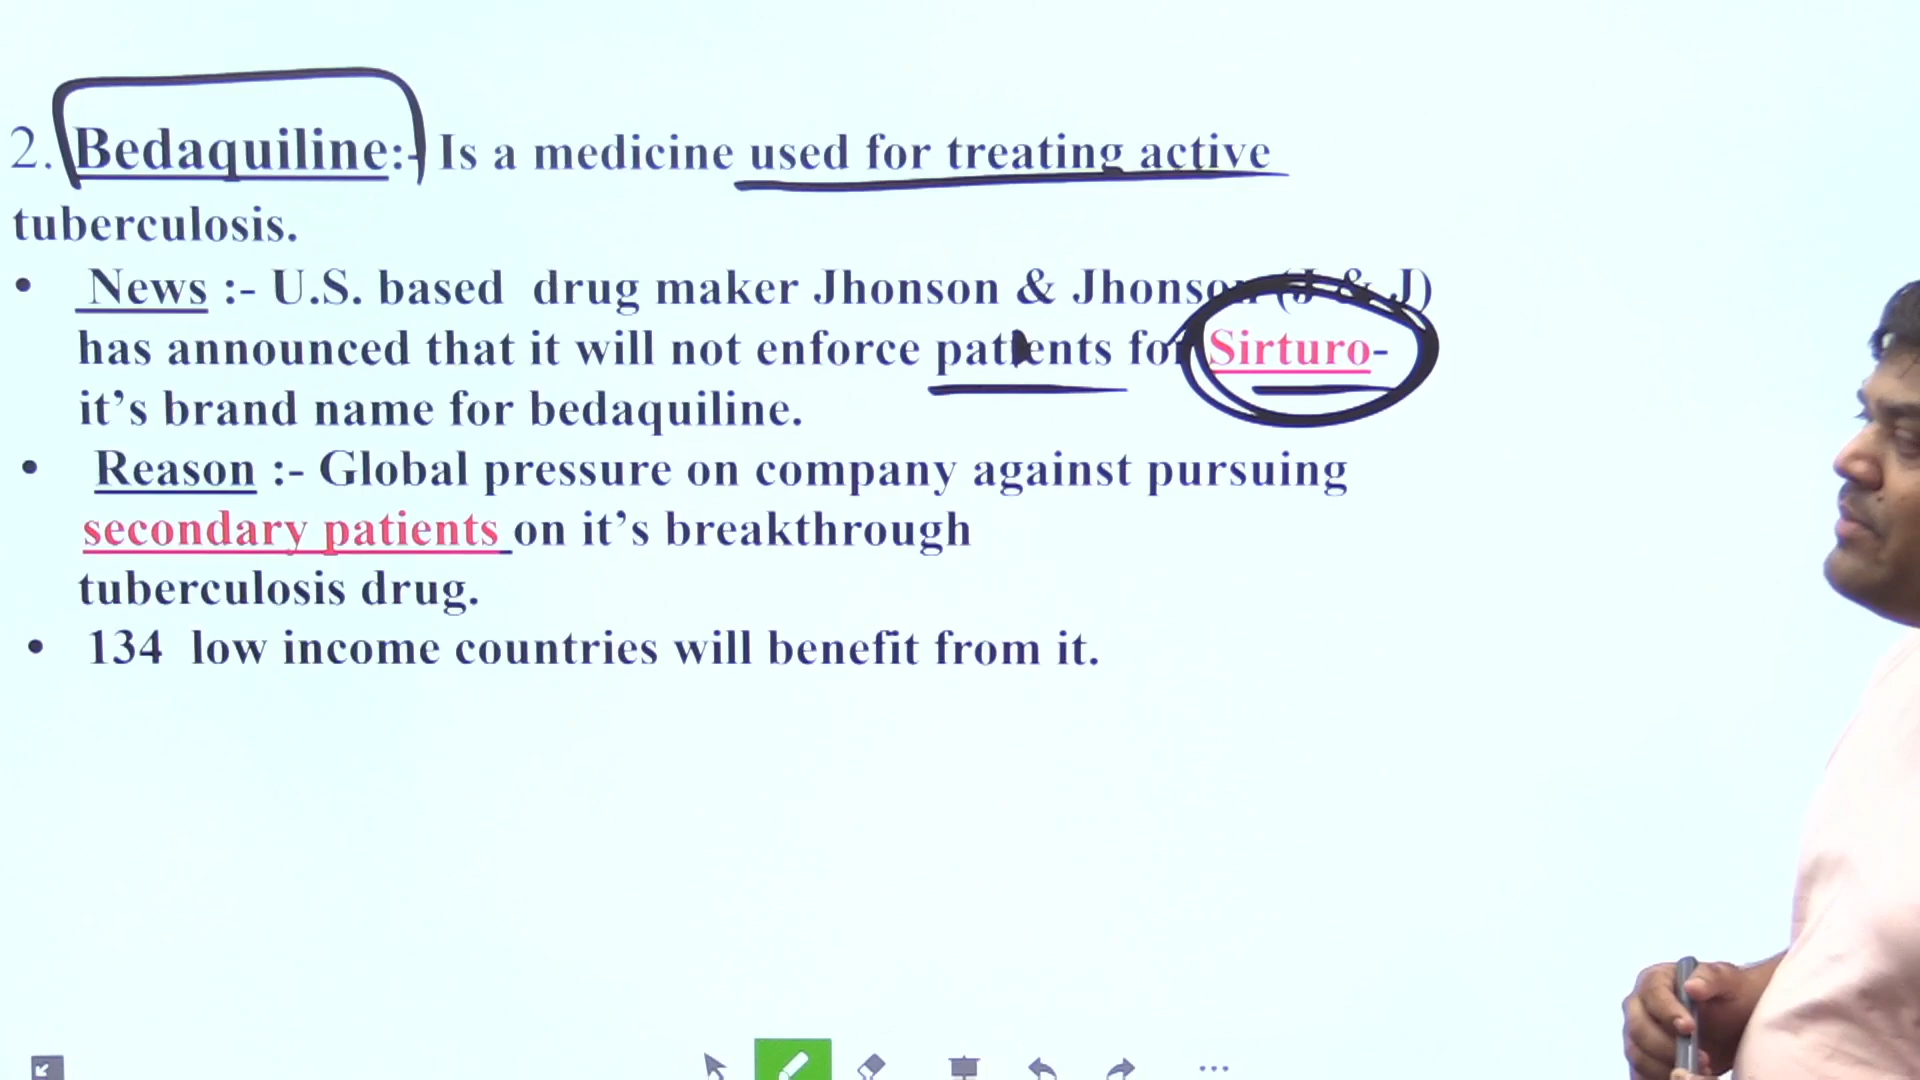 2. Bedaquiline:- Is a medicine used for treating active
tuberculosis.
• News :- U.S. based drug maker Jhonson & Jhonson (J & J)
has announced that it will not enforce patients for Sirturo-
it’s brand name for bedaquiline.
• Reason :- Global pressure on company against pursuing
secondary patients on it’s breakthrough
tuberculosis drug.
• 134 low income countries will benefit from it.